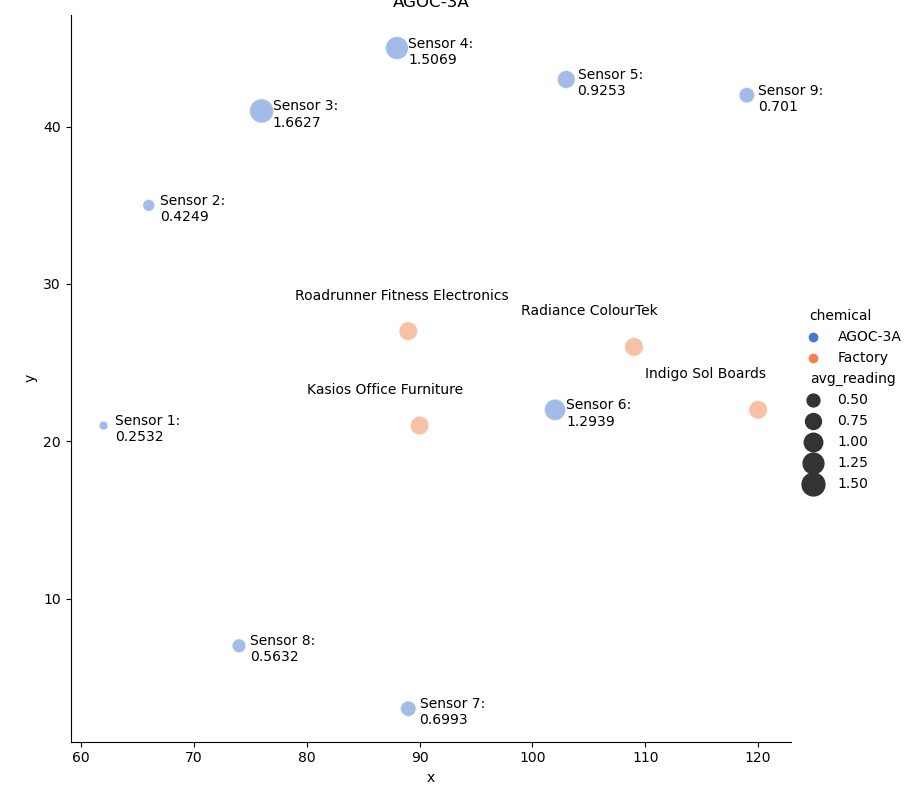 AGOC-3A
Sensor 4:
1.5069
Sensor 5:
0.9253
Sensor 9:
0.701
Sensor 3:
1.6627
Sensor 2:
0.4249
Roadrunner Fitness Electronics
Radiance ColourTek
Indigo Sol Boards
Kasios Office Furniture
Sensor 6:
1.2939
Sensor 1:
0.2532
Sensor 8:
0.5632
Sensor 7:
0.6993
40
30
20
10
y
60 70 80 90 100 110 120
x
chemical
AGOC-3A
Factory
avg_reading
0.50
0.75
1.00
1.25
1.50